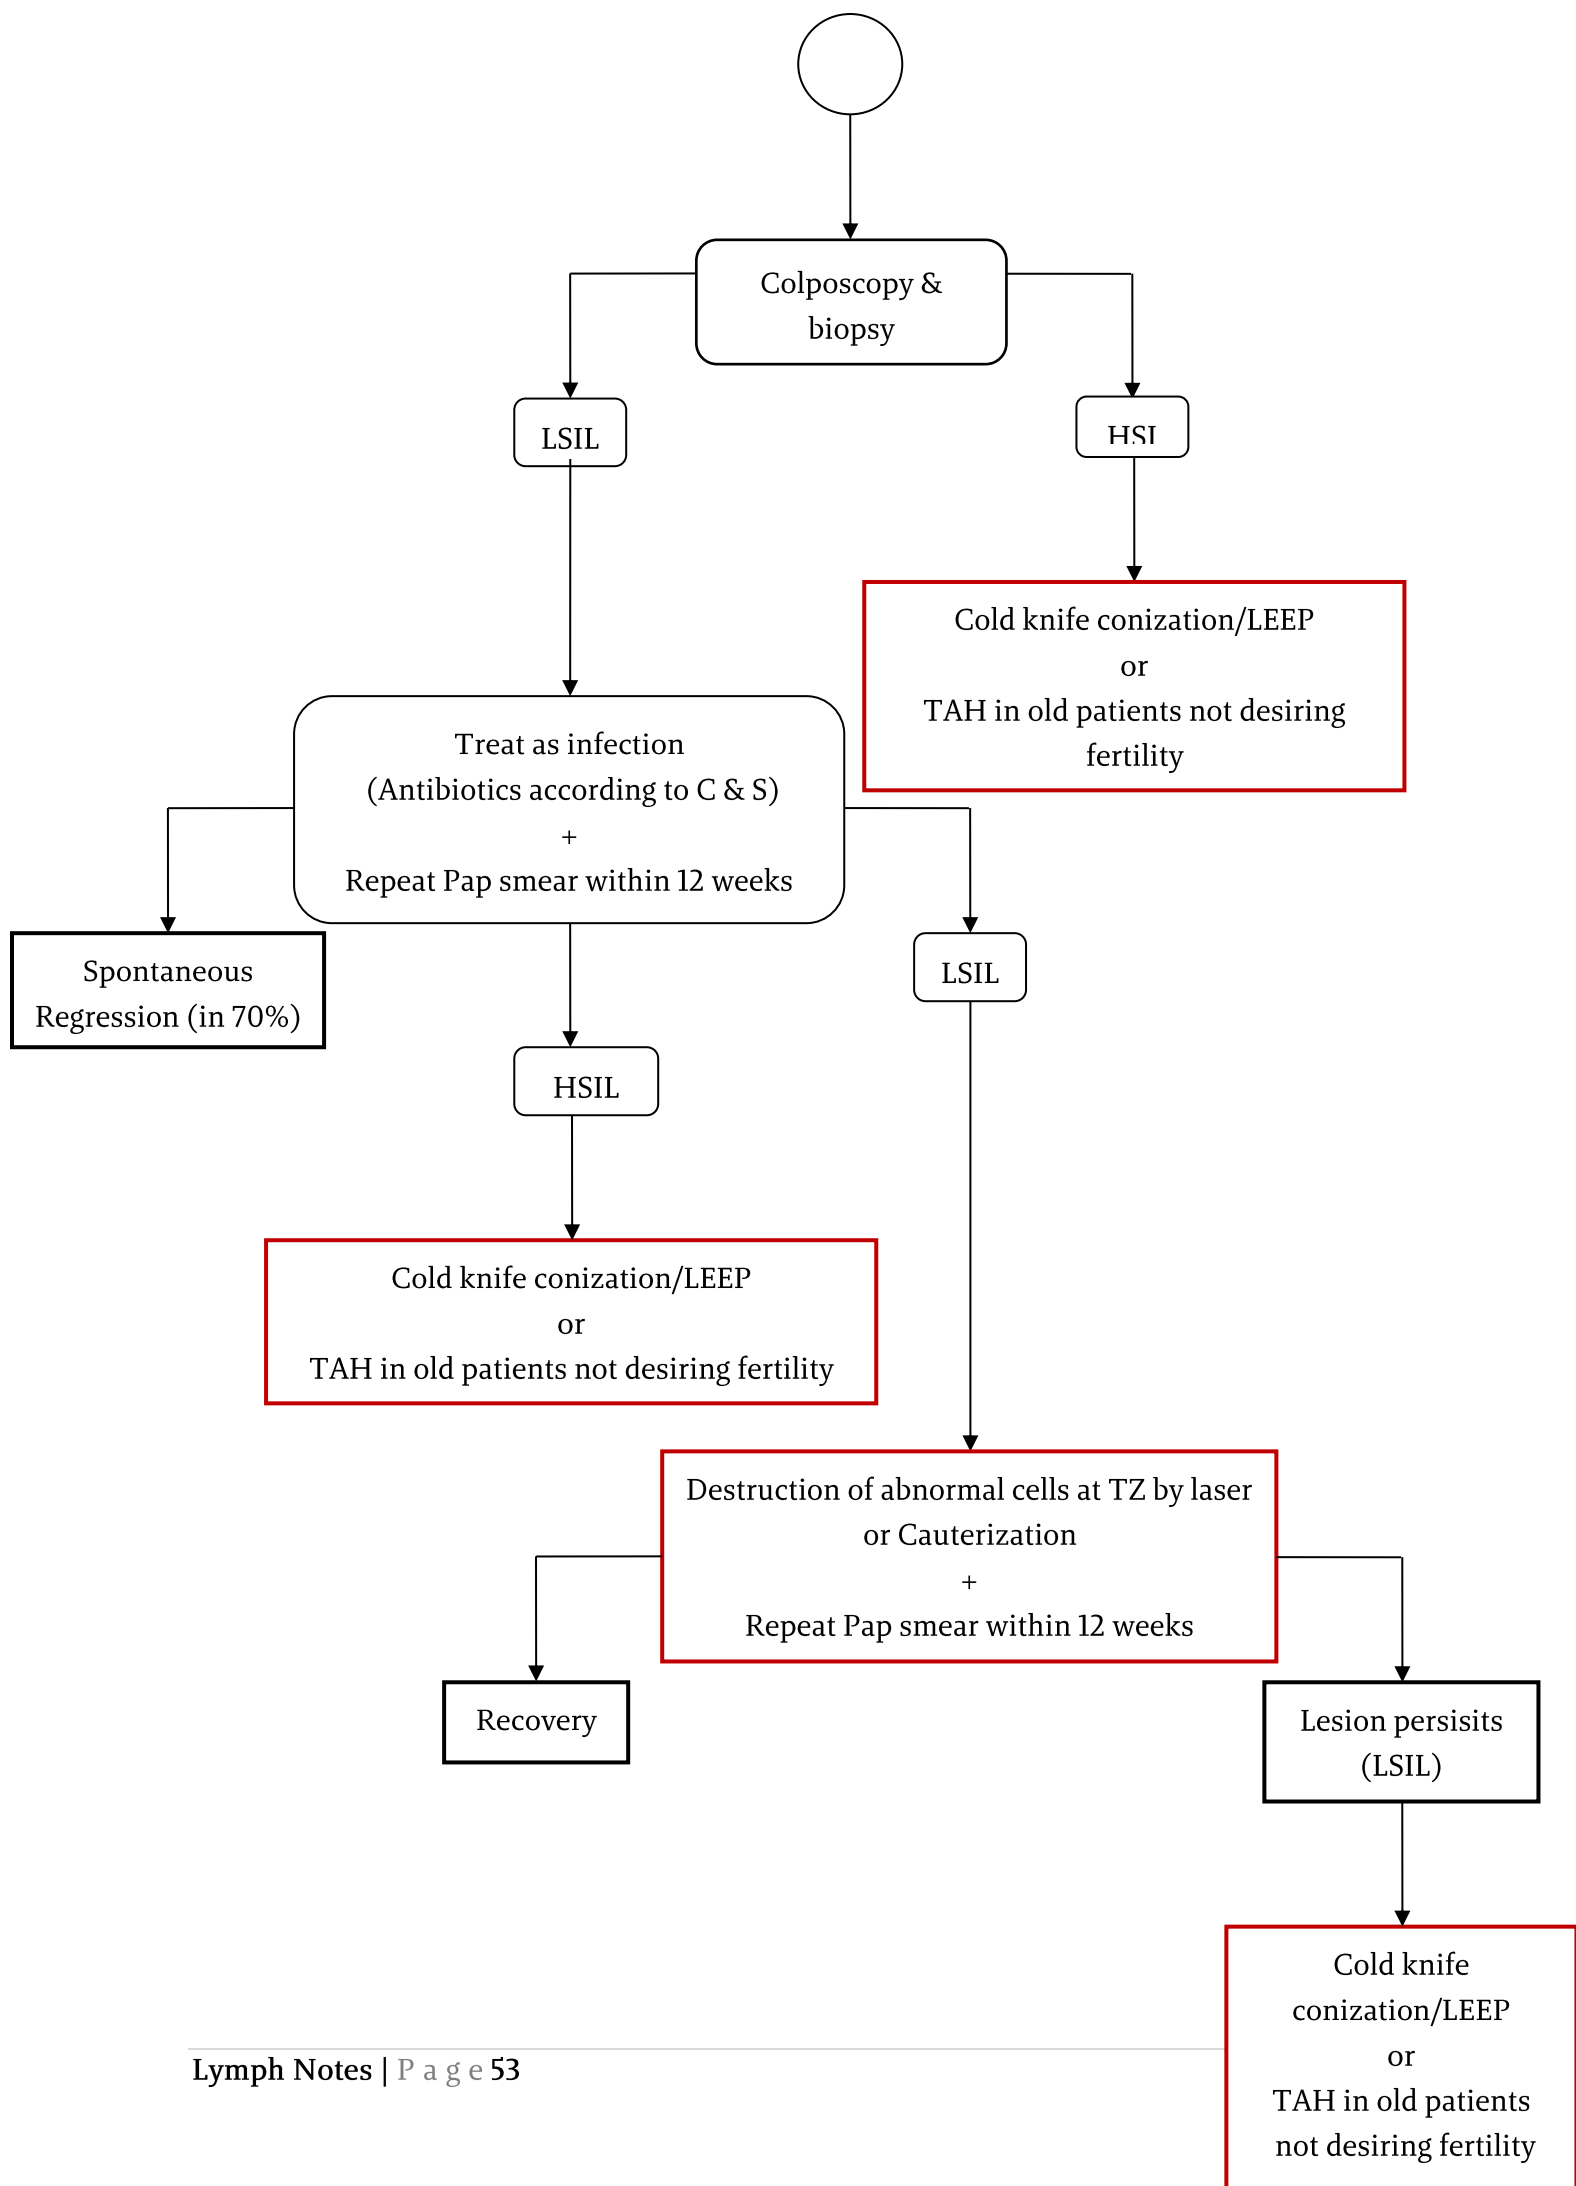 Colposcopy &
biopsy
LSIL
HSI
Cold knife conization/LEEP
or
TAH in old patients not desiring
fertility
Treat as infection
(Antibiotics according to C & S)
+
Repeat Pap smear within 12 weeks
Spontaneous
Regression (in 70%)
LSIL
HSIL
Cold knife conization/LEEP
or
TAH in old patients not desiring fertility
Destruction of abnormal cells at TZ by laser
or Cauterization
+
Repeat Pap smear within 12 weeks
Recovery
Lesion persisits
(LSIL)
Cold knife
conization/LEEP
or
TAH in old patients
not desiring fertility
Lymph Notes | Page 53